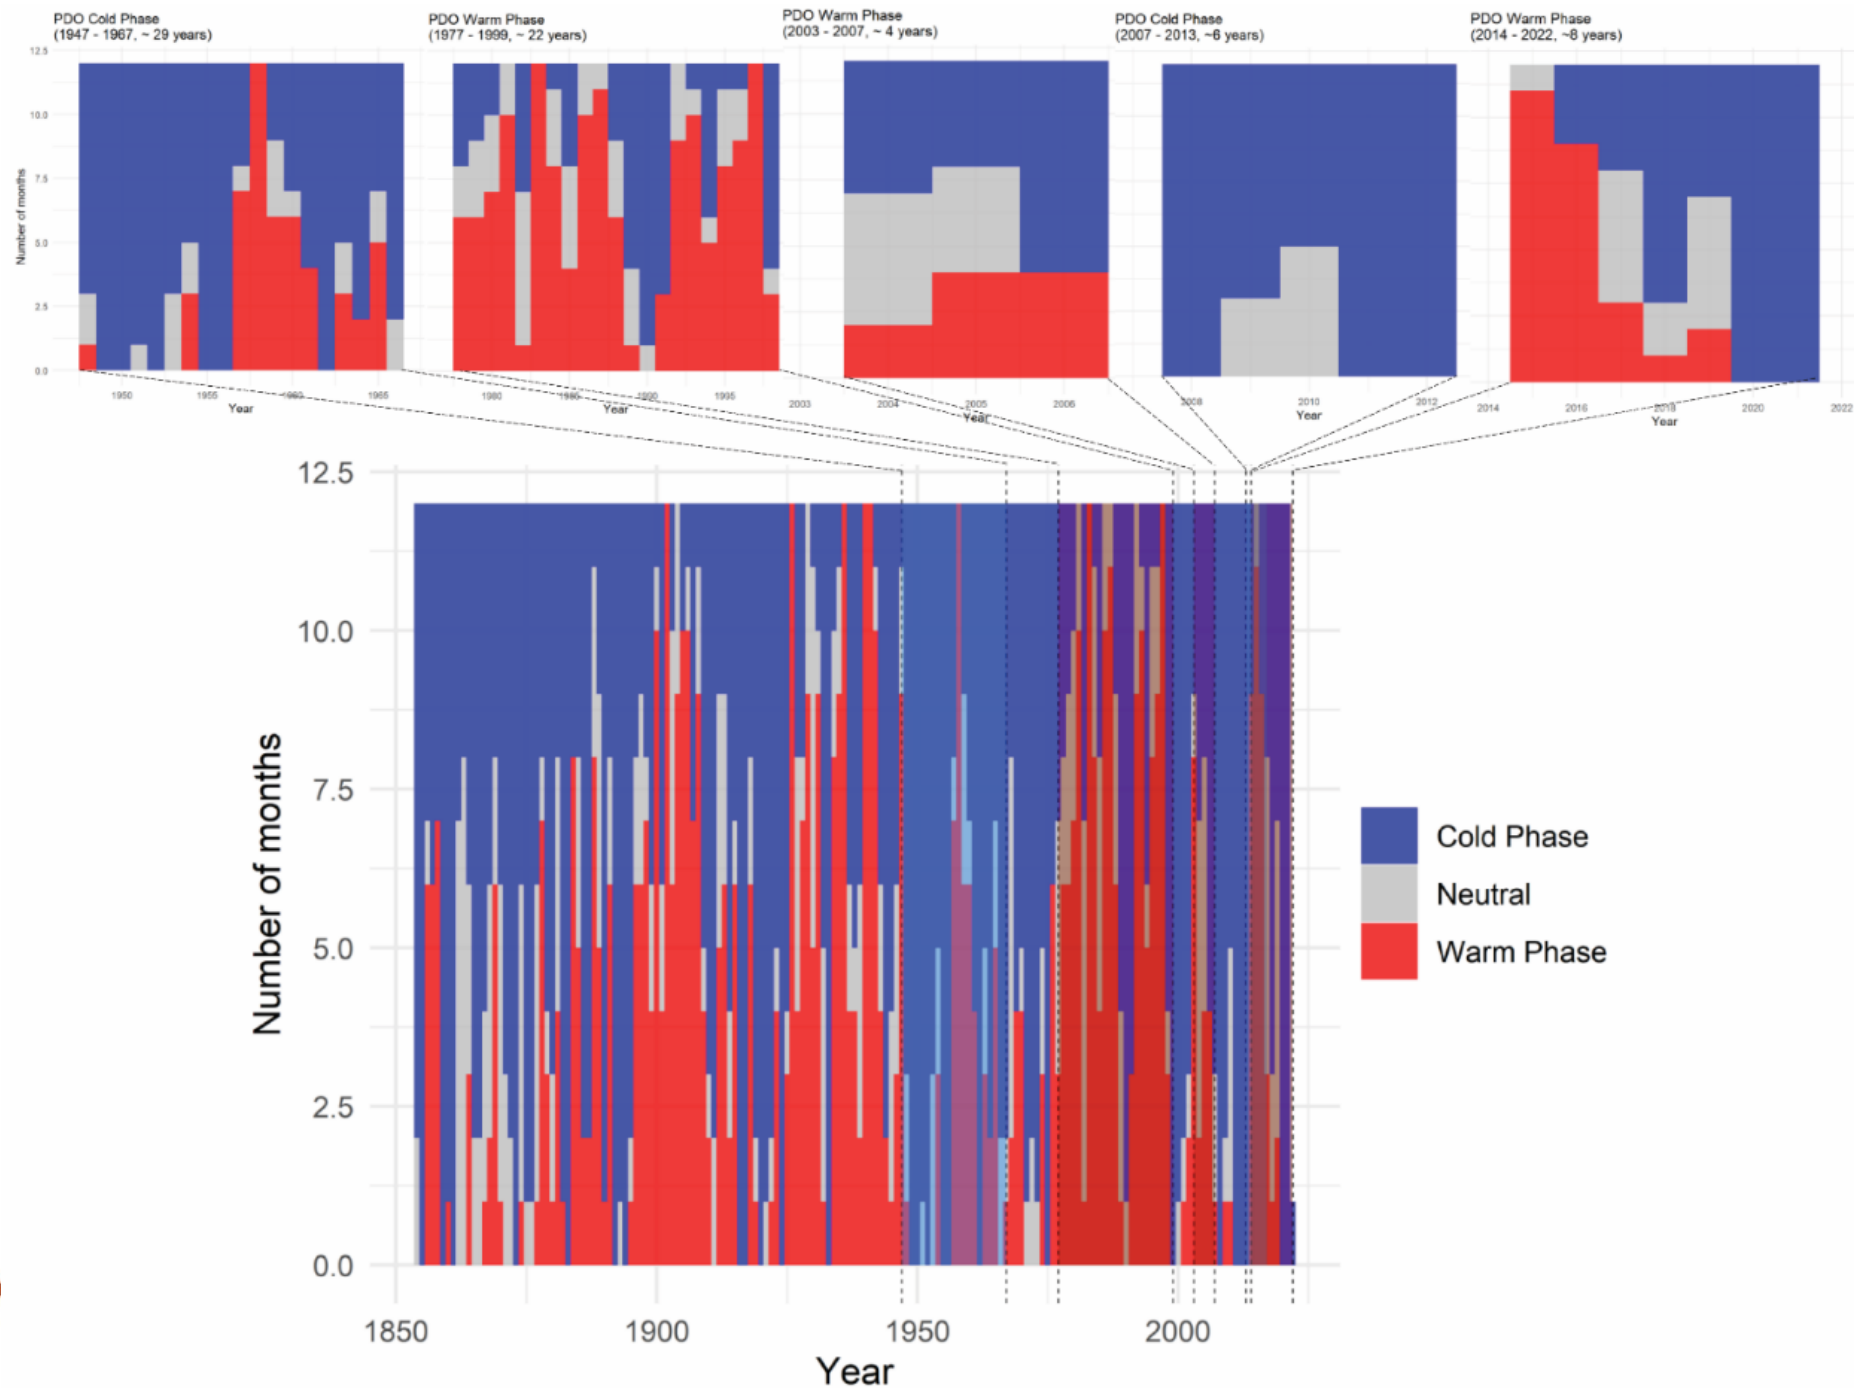 PDO Cold Phase
(1947 - 1967, ~ 29 years)
PDO Warm Phase
(1977 - 1999, ~ 22 years)
PDO Warm Phase
(2003 - 2007, ~ 4 years)
PDO Cold Phase
(2007 - 2013, ~6 years)
PDO Warm Phase
(2014 - 2022, ~8 years)
12.5
10.0
7.5
5.0
2.5
0.0
Number of months
1950
1955
1960
1965
Year
1980
1985
1990
1995
Year
2003
2004
2005
2006
Year
2008
2010
2012
Year
2014
2016
2018
2020
2022
Year
12.5
10.0
7.5
5.0
2.5
0.0
Number of months
1850
1900
1950
2000
Year
Cold Phase
Neutral
Warm Phase